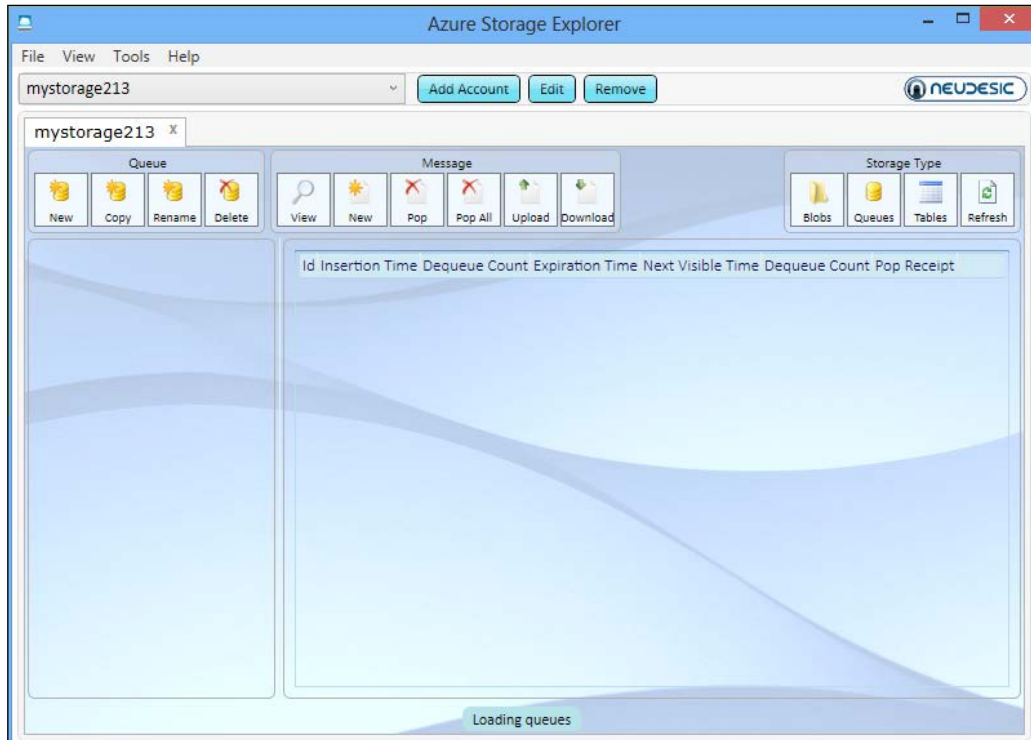 Azure Storage Explorer
File View Tools Help
mystorage213 Add Account Edit Remove NEUDESIC
mystorage213 x
Queue Message Storage Type
New Copy Rename Delete View New Pop Pop All Upload Download Blobs Queues Tables Refresh
Id Insertion Time Dequeue Count Expiration Time Next Visible Time Dequeue Count Pop Receipt
Loading queues